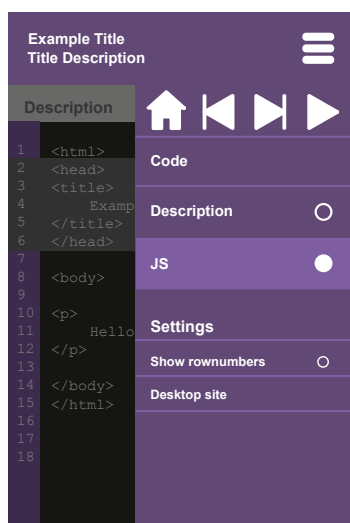 Example Title
Title Description
Description
Code
Description
JS
Settings
Show rownumbers
Desktop site
1 <html>
2 <head>
3 <title>
4 Examp
5 </title>
6 </head>
7
8 <body>
9
10 <p>
11 Hello
12 </p>
13
14 </body>
15 </html>
16
17
18